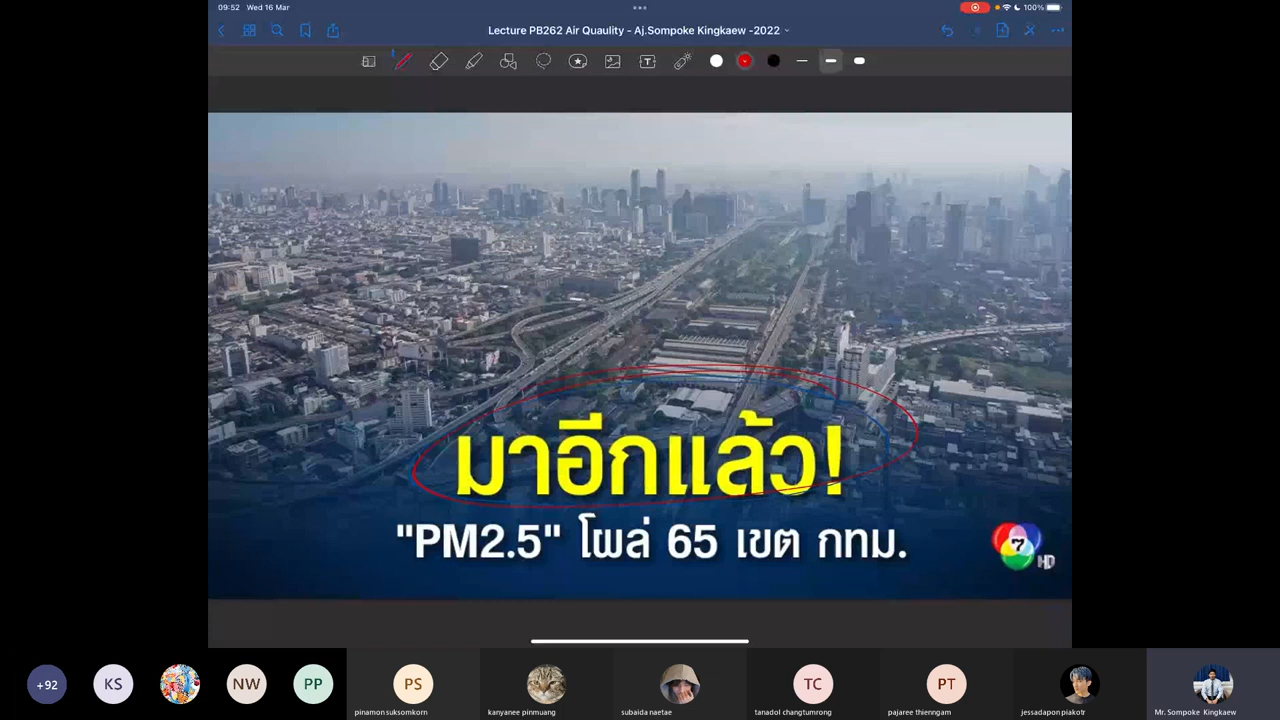 09:52 Wed 16 Mar
100%
Lecture PB262 Air Quaulity - Aj.Sompoke Kingkaew -2022
มาอีกแล้ว!
"PM2.5" โผล่ 65 เขต กทม.
7
HD
+92
KS
NW
PP
PS
TC
PT
pinamon suksomkorn
kanyanee pinmuang
subaida naetae
tanadol changtumrong
pajaree thienngam
jessadapon piakotr
Mr. Sompoke Kingkaew